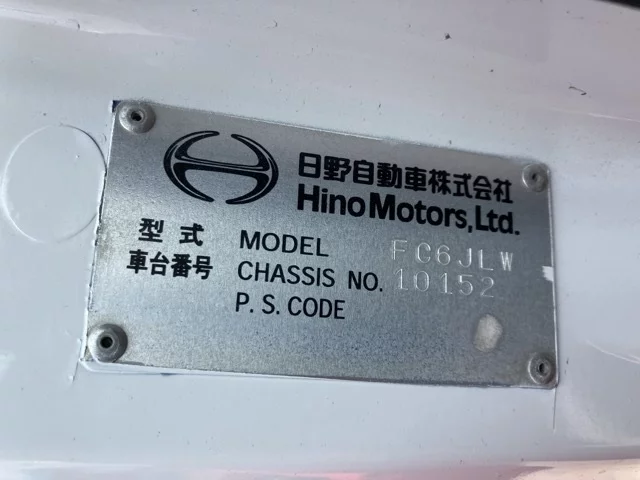 日野自動車株式会社
Hino Motors, Ltd.
型式 MODEL FC6JLW
車台番号 CHASSIS NO. 10152
P.S. CODE